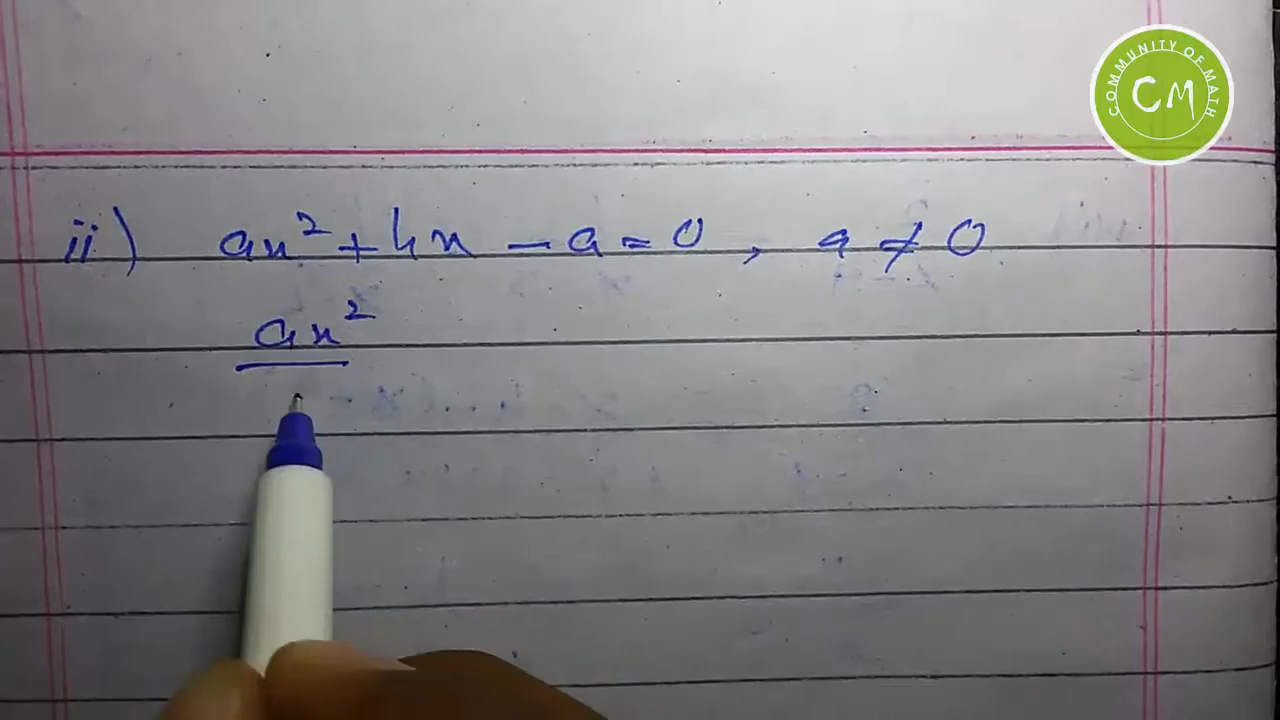 COMMUNITY OF MATH
CM
ii) ax² + 4x - a = 0 , a ≠ 0
ax²